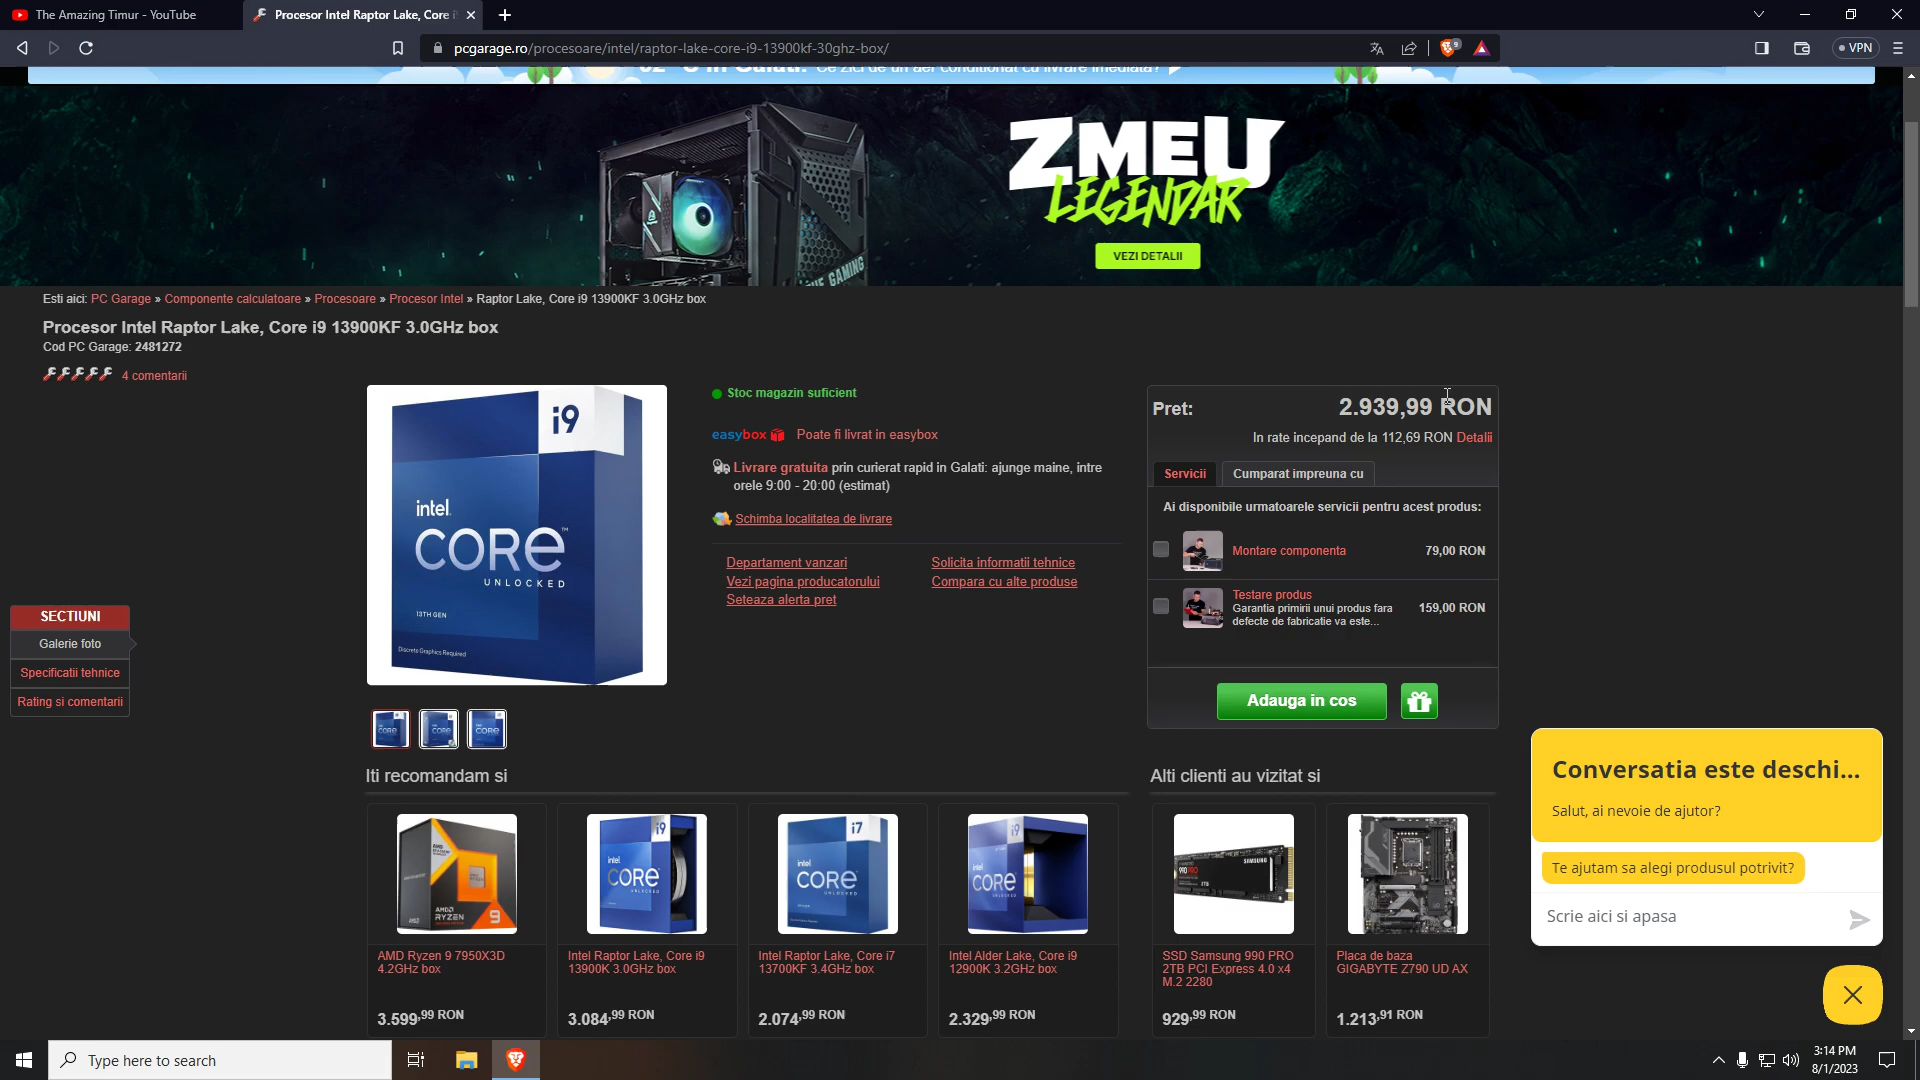 The Amazing Timur - YouTube
Procesor Intel Raptor Lake, Core i
pcgarage.ro/procesoare/intel/raptor-lake-core-i9-13900kf-30ghz-box/
9
VPN
in Galati. Ce zici de un aer conditionat cu livrare imediata?
ZMEU
LEGENDAR
VEZI DETALII
Esti aici: PC Garage » Componente calculatoare » Procesoare » Procesor Intel » Raptor Lake, Core i9 13900KF 3.0GHz box
Procesor Intel Raptor Lake, Core i9 13900KF 3.0GHz box
Cod PC Garage: 2481272
4 comentarii
i9
intel.
CORE™
UNLOCKED
13TH GEN
Discrete Graphics Required
Stoc magazin suficient
easybox Poate fi livrat in easybox
Livrare gratuita prin curierat rapid in Galati: ajunge maine, intre
orele 9:00 - 20:00 (estimat)
Schimba localitatea de livrare
Departament vanzari
Solicita informatii tehnice
Vezi pagina producatorului
Compara cu alte produse
Seteaza alerta pret
Pret: 2.939,99 RON
In rate incepand de la 112,69 RON Detalii
Servicii
Cumparat impreuna cu
Ai disponibile urmatoarele servicii pentru acest produs:
Montare componenta 79,00 RON
Testare produs
Garantia primirii unui produs fara
defecte de fabricatie va este...
159,00 RON
Adauga in cos
SECTIUNI
Galerie foto
Specificatii tehnice
Rating si comentarii
Iti recomandam si
Alti clienti au vizitat si
AMD Ryzen 9 7950X3D
4.2GHz box
3.599,99 RON
Intel Raptor Lake, Core i9
13900K 3.0GHz box
3.084,99 RON
Intel Raptor Lake, Core i7
13700KF 3.4GHz box
2.074,99 RON
Intel Alder Lake, Core i9
12900K 3.2GHz box
2.329,99 RON
SSD Samsung 990 PRO
2TB PCI Express 4.0 x4
M.2 2280
929,99 RON
Placa de baza
GIGABYTE Z790 UD AX
1.213,91 RON
Conversatia este deschi...
Salut, ai nevoie de ajutor?
Te ajutam sa alegi produsul potrivit?
Scrie aici si apasa
Type here to search
3:14 PM
8/1/2023